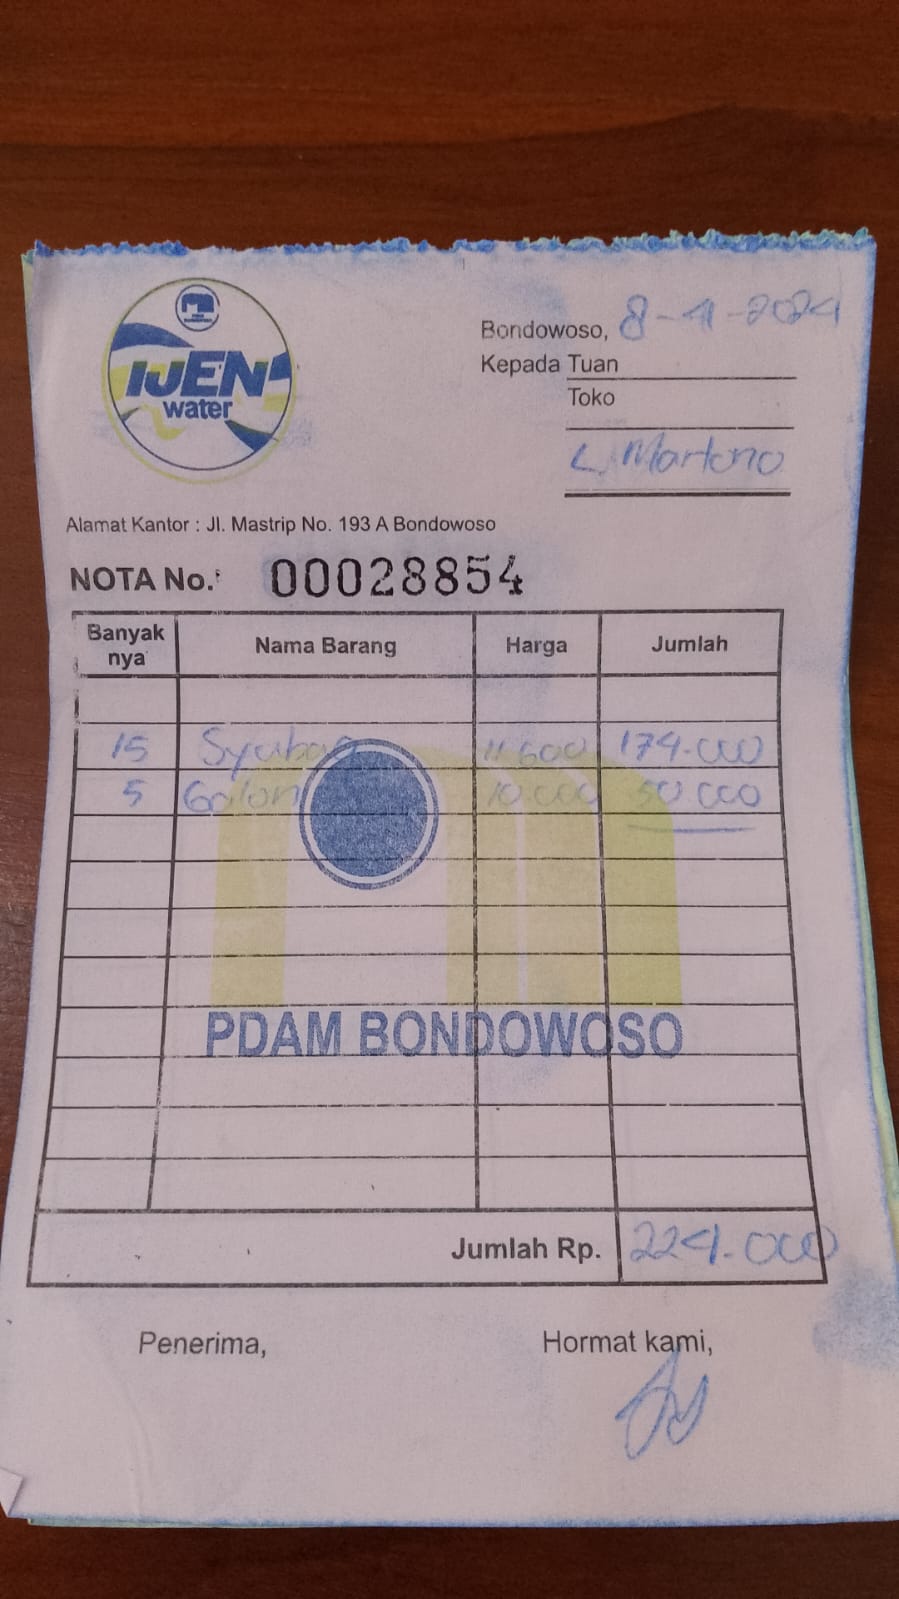 IJEN
water
Bondowoso, 8-4-2024
Kepada Tuan
Toko
L. Martono
Alamat Kantor : Jl. Mastrip No. 193 A Bondowoso
NOTA No. 00028854
Banyak nya Nama Barang Harga Jumlah
15 11.600 174.000
5 Galon 10.000 50.000
PDAM BONDOWOSO
Jumlah Rp. 224.000
Penerima, Hormat kami,